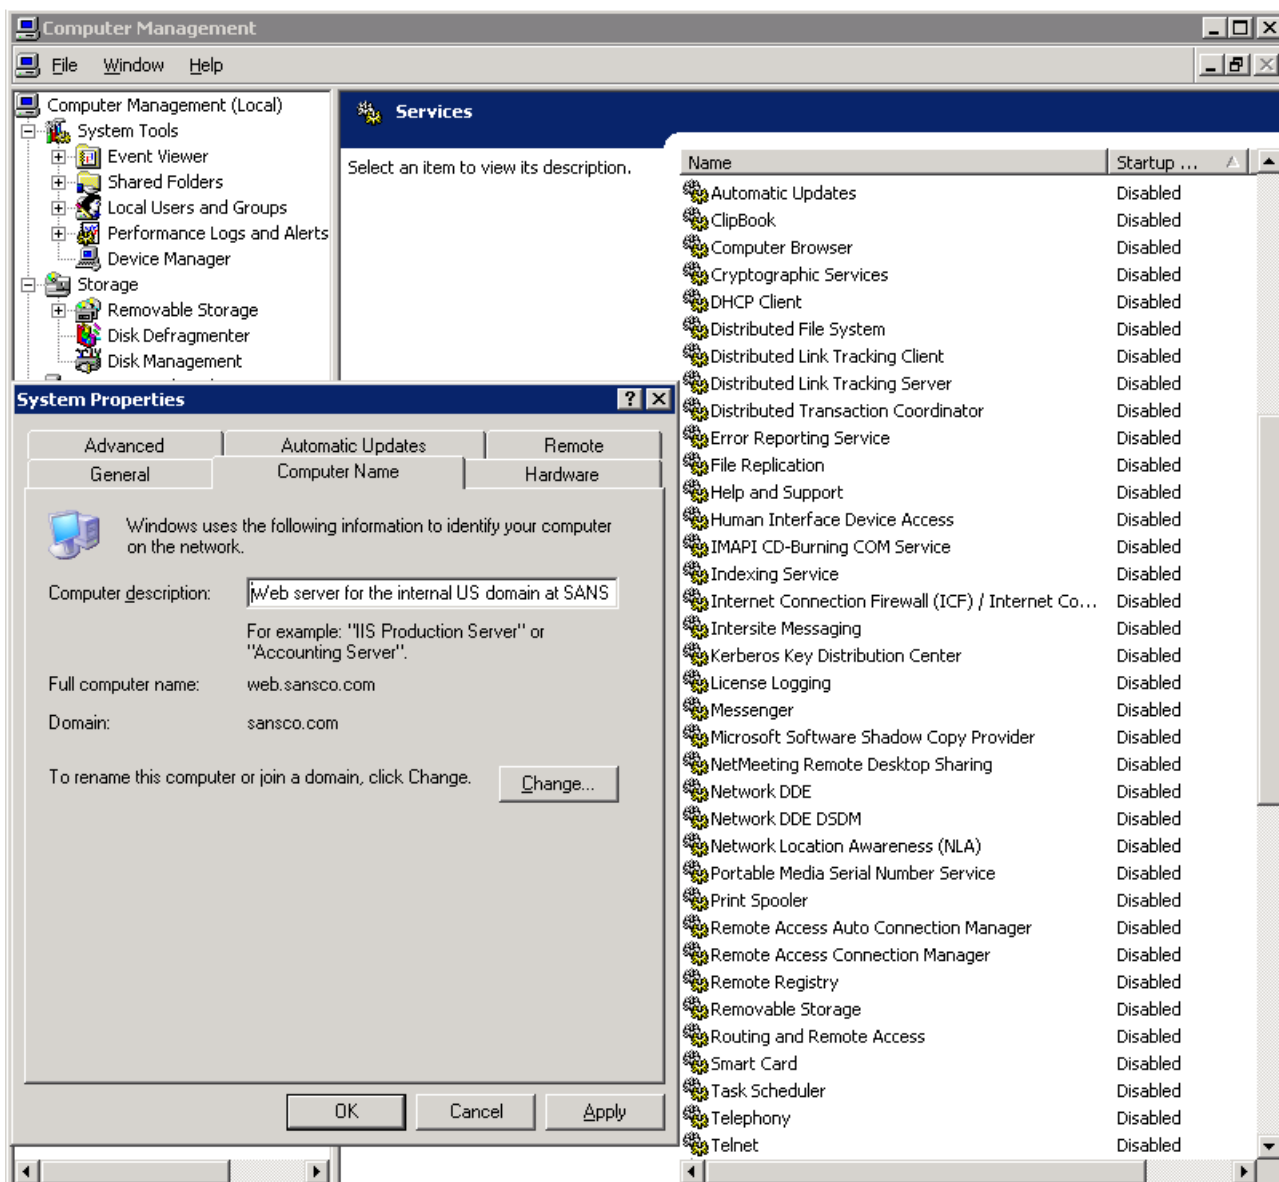 Computer Management
File Window Help
Computer Management (Local)
System Tools
Event Viewer
Shared Folders
Local Users and Groups
Performance Logs and Alerts
Device Manager
Storage
Removable Storage
Disk Defragmenter
Disk Management
Services
Select an item to view its description.
Name Startup ...
Automatic Updates Disabled
ClipBook Disabled
Computer Browser Disabled
Cryptographic Services Disabled
DHCP Client Disabled
Distributed File System Disabled
Distributed Link Tracking Client Disabled
Distributed Link Tracking Server Disabled
Distributed Transaction Coordinator Disabled
Error Reporting Service Disabled
File Replication Disabled
Help and Support Disabled
Human Interface Device Access Disabled
IMAPI CD-Burning COM Service Disabled
Indexing Service Disabled
Internet Connection Firewall (ICF) / Internet Co... Disabled
Intersite Messaging Disabled
Kerberos Key Distribution Center Disabled
License Logging Disabled
Messenger Disabled
Microsoft Software Shadow Copy Provider Disabled
NetMeeting Remote Desktop Sharing Disabled
Network DDE Disabled
Network DDE DSDM Disabled
Network Location Awareness (NLA) Disabled
Portable Media Serial Number Service Disabled
Print Spooler Disabled
Remote Access Auto Connection Manager Disabled
Remote Access Connection Manager Disabled
Remote Registry Disabled
Removable Storage Disabled
Routing and Remote Access Disabled
Smart Card Disabled
Task Scheduler Disabled
Telephony Disabled
Telnet Disabled
System Properties
Advanced Automatic Updates Remote
General Computer Name Hardware
Windows uses the following information to identify your computer
on the network.
Computer description: Web server for the internal US domain at SANS
For example: "IIS Production Server" or
"Accounting Server".
Full computer name: web.sansco.com
Domain: sansco.com
To rename this computer or join a domain, click Change. Change...
OK Cancel Apply